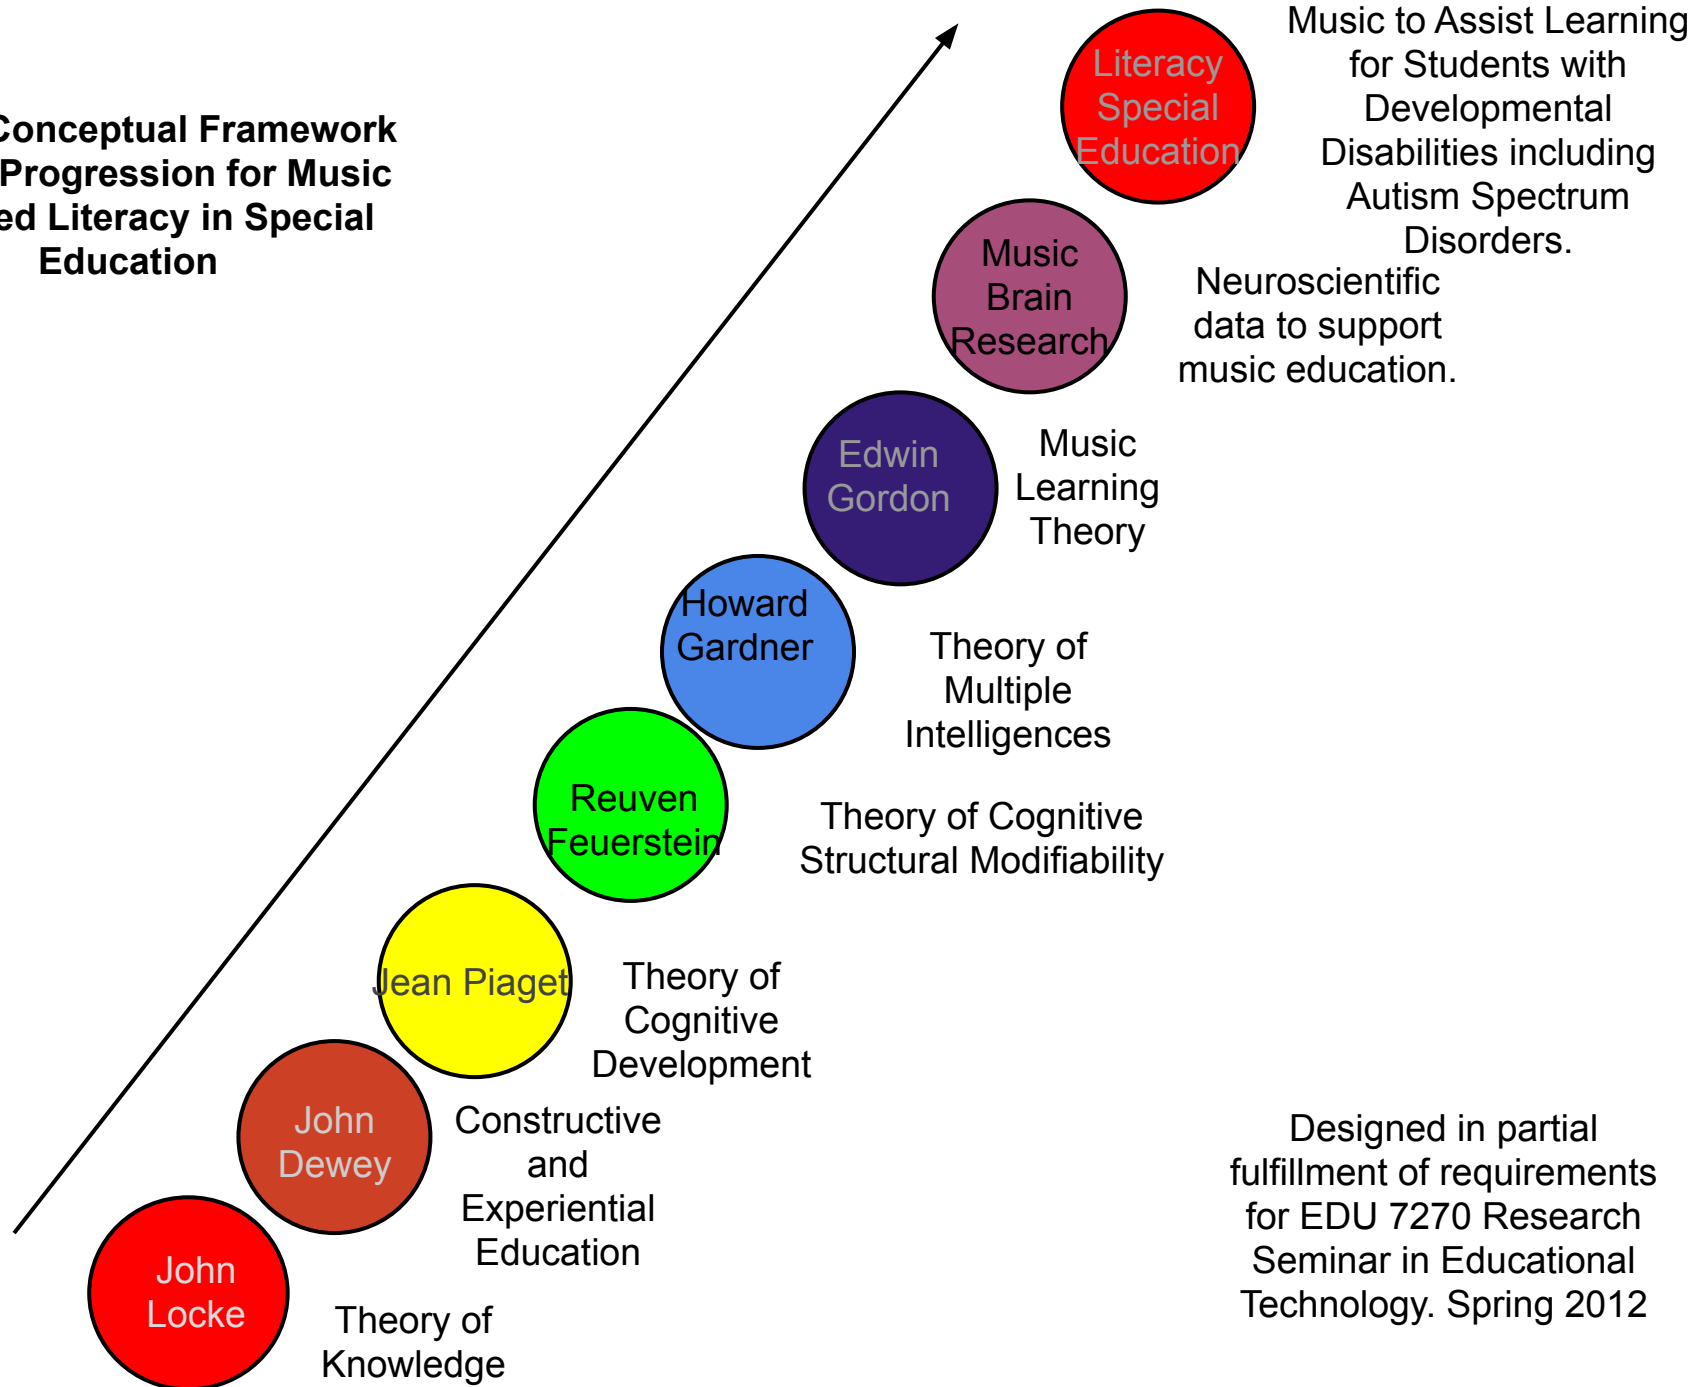 Conceptual Framework
Progression for Music
ed Literacy in Special
Education
Literacy
Special
Education
Music to Assist Learning
for Students with
Developmental
Disabilities including
Autism Spectrum
Disorders.
Music
Brain
Research
Neuroscientific
data to support
music education.
Edwin
Gordon
Music
Learning
Theory
Howard
Gardner
Theory of
Multiple
Intelligences
Reuven
Feuerstein
Theory of Cognitive
Structural Modifiability
Jean Piaget
Theory of
Cognitive
Development
John
Dewey
Constructive
and
Experiential
Education
John
Locke
Theory of
Knowledge
Designed in partial
fulfillment of requirements
for EDU 7270 Research
Seminar in Educational
Technology. Spring 2012